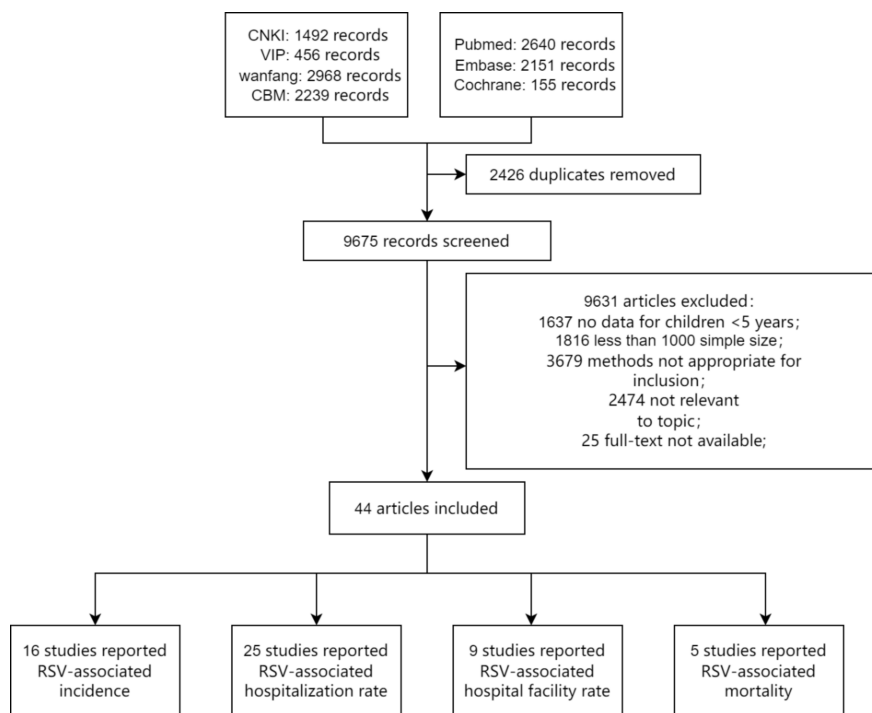 CNKI: 1492 records
VIP: 456 records
wanfang: 2968 records
CBM: 2239 records
Pubmed: 2640 records
Embase: 2151 records
Cochrane: 155 records
2426 duplicates removed
9675 records screened
9631 articles excluded:
1637 no data for children <5 years;
1816 less than 1000 simple size;
3679 methods not appropriate for
inclusion;
2474 not relevant
to topic;
25 full-text not available;
44 articles included
16 studies reported
RSV-associated
incidence
25 studies reported
RSV-associated
hospitalization rate
9 studies reported
RSV-associated
hospital facility rate
5 studies reported
RSV-associated
mortality